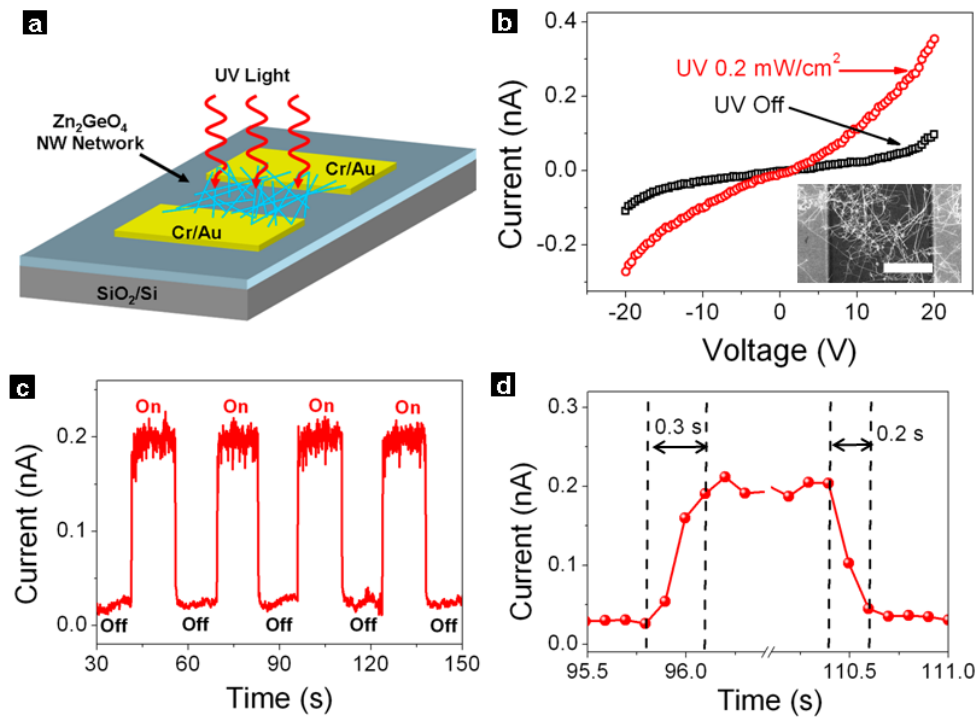 a
UV Light
Zn₂GeO₄
NW Network
Cr/Au
Cr/Au
SiO₂/Si
b
Current (nA)
0.4
0.2
0.0
-0.2
UV 0.2 mW/cm²
UV Off
-20 -10 0 10 20
Voltage (V)
c
Current (nA)
0.2
0.1
0.0
On On On On
Off Off Off Off Off
30 60 90 120 150
Time (s)
d
Current (nA)
0.3
0.2
0.1
0.0
0.3 s
0.2 s
95.5 96.0 110.5 111.0
Time (s)